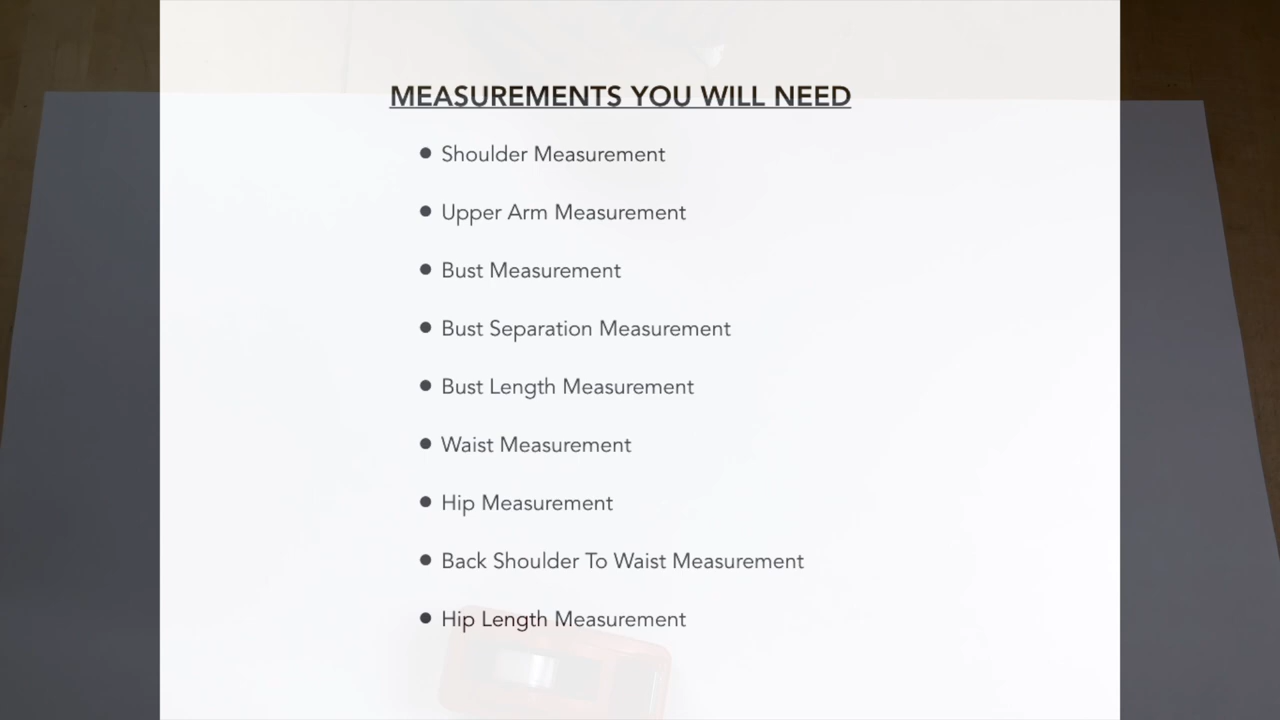 MEASUREMENTS YOU WILL NEED
• Shoulder Measurement
• Upper Arm Measurement
• Bust Measurement
• Bust Separation Measurement
• Bust Length Measurement
• Waist Measurement
• Hip Measurement
• Back Shoulder To Waist Measurement
• Hip Length Measurement